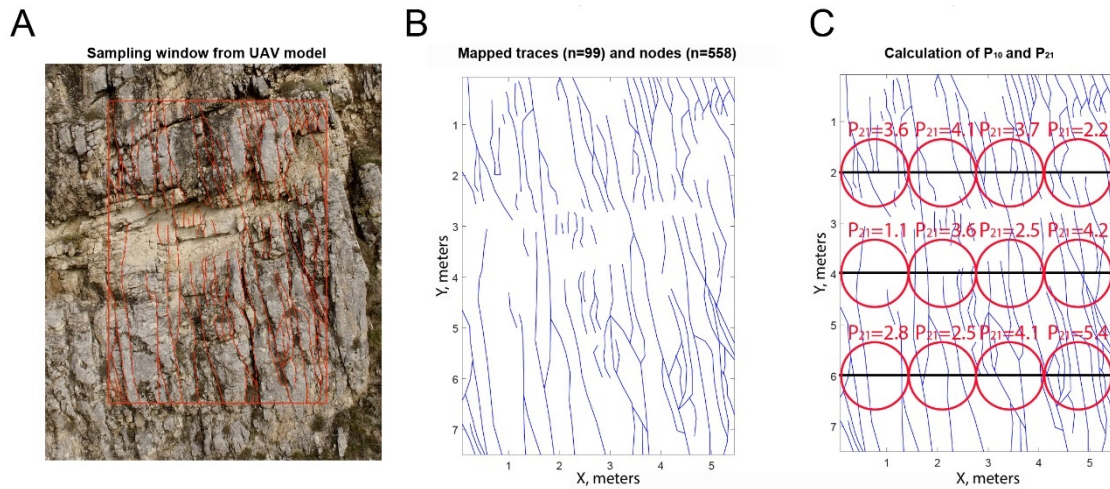 A
Sampling window from UAV model
B
Mapped traces (n=99) and nodes (n=558)
1
2
3
4
5
6
7
Y, meters
1
2
3
4
5
X, meters
C
Calculation of P₁₀ and P₂₁
1
2
3
4
5
6
7
Y, meters
P₂₁=3.6 P₂₁=4.1 P₂₁=3.7 P₂₁=2.2
P₂₁=1.1 P₂₁=3.6 P₂₁=2.5 P₂₁=4.2
P₂₁=2.8 P₂₁=2.5 P₂₁=4.1 P₂₁=5.4
1
2
3
4
5
X, meters